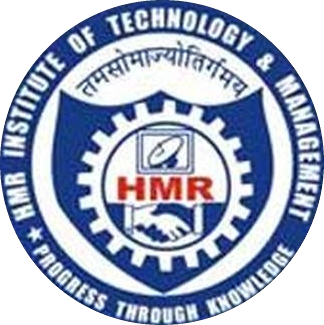 HMR INSTITUTE OF TECHNOLOGY & MANAGEMENT
तमसोमाज्योतिर्गमय
HMR
★ PROGRESS THROUGH KNOWLEDGE